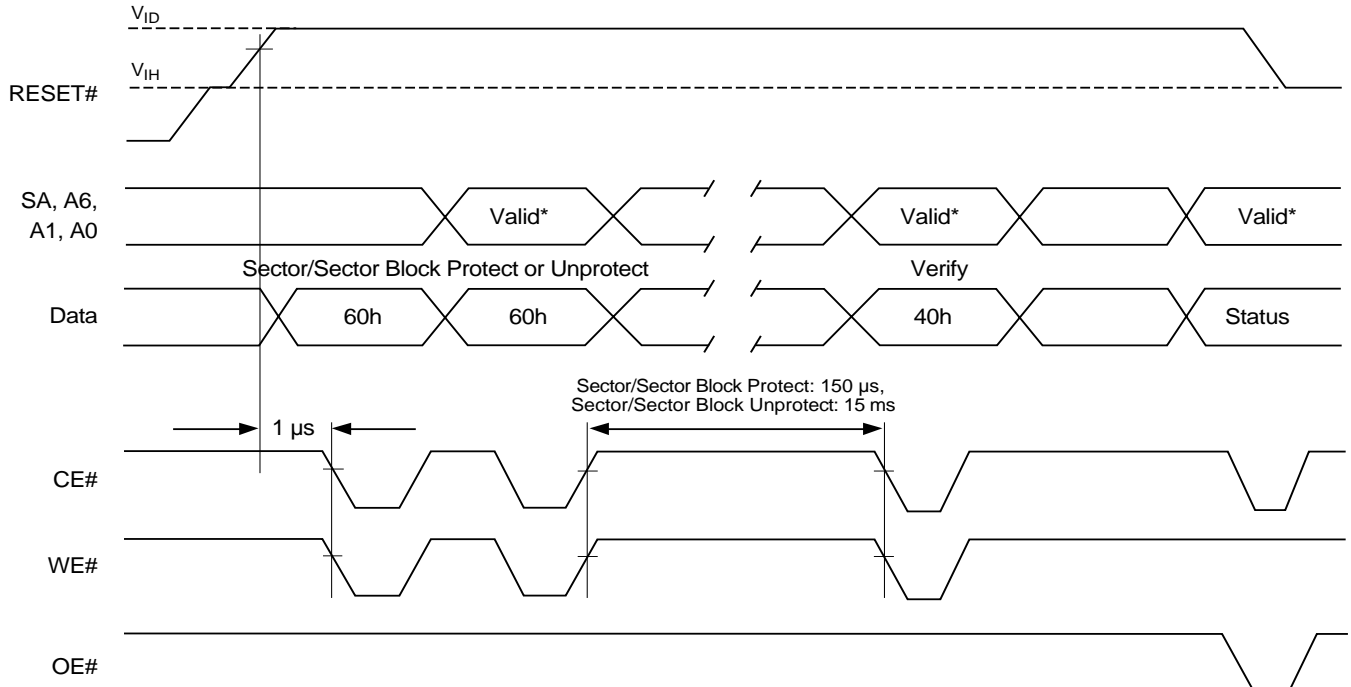 VID
VIH
RESET#
SA, A6,
A1, A0
Valid*
Valid*
Valid*
Sector/Sector Block Protect or Unprotect
Verify
Data
60h
60h
40h
Status
Sector/Sector Block Protect: 150 µs,
Sector/Sector Block Unprotect: 15 ms
1 µs
CE#
WE#
OE#